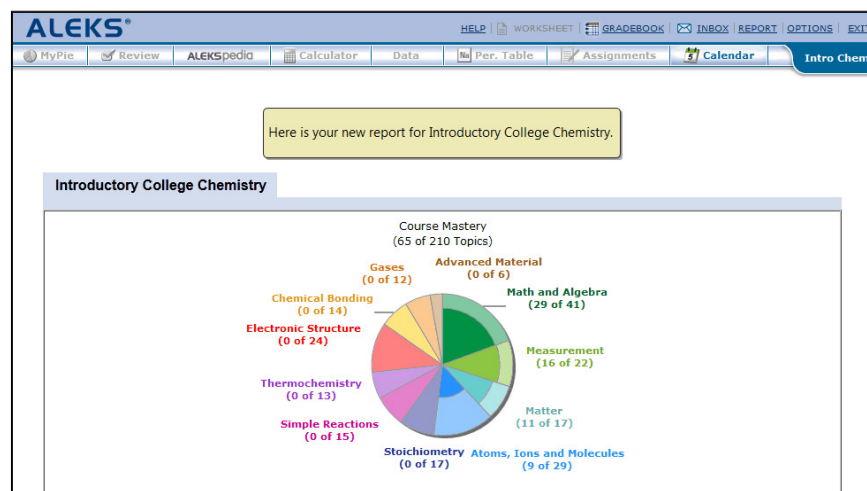 ALEKS®
HELP | WORKSHEET | GRADEBOOK | INBOX | REPORT | OPTIONS | EXIT
MyPie Review ALEKSpedia Calculator Data Na Per. Table Assignments 5 Calendar Intro Chem
Here is your new report for Introductory College Chemistry.
Introductory College Chemistry
Course Mastery
(65 of 210 Topics)
Advanced Material
(0 of 6)
Gases
(0 of 12)
Math and Algebra
(29 of 41)
Chemical Bonding
(0 of 14)
Electronic Structure
(0 of 24)
Measurement
(16 of 22)
Thermochemistry
(0 of 13)
Matter
(11 of 17)
Simple Reactions
(0 of 15)
Stoichiometry
(0 of 17)
Atoms, Ions and Molecules
(9 of 29)